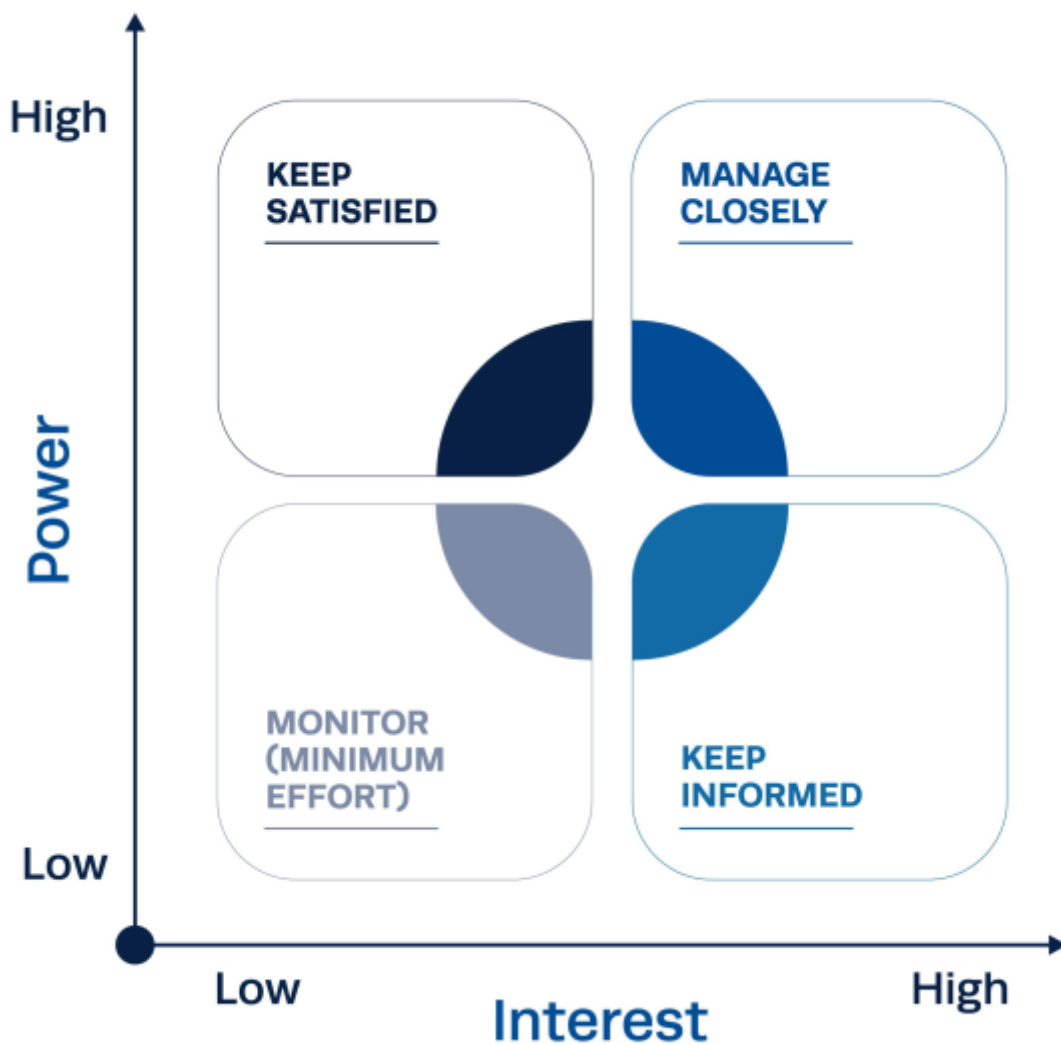 High
KEEP
SATISFIED
MANAGE
CLOSELY
Power
MONITOR
(MINIMUM
EFFORT)
KEEP
INFORMED
Low
Low
High
Interest